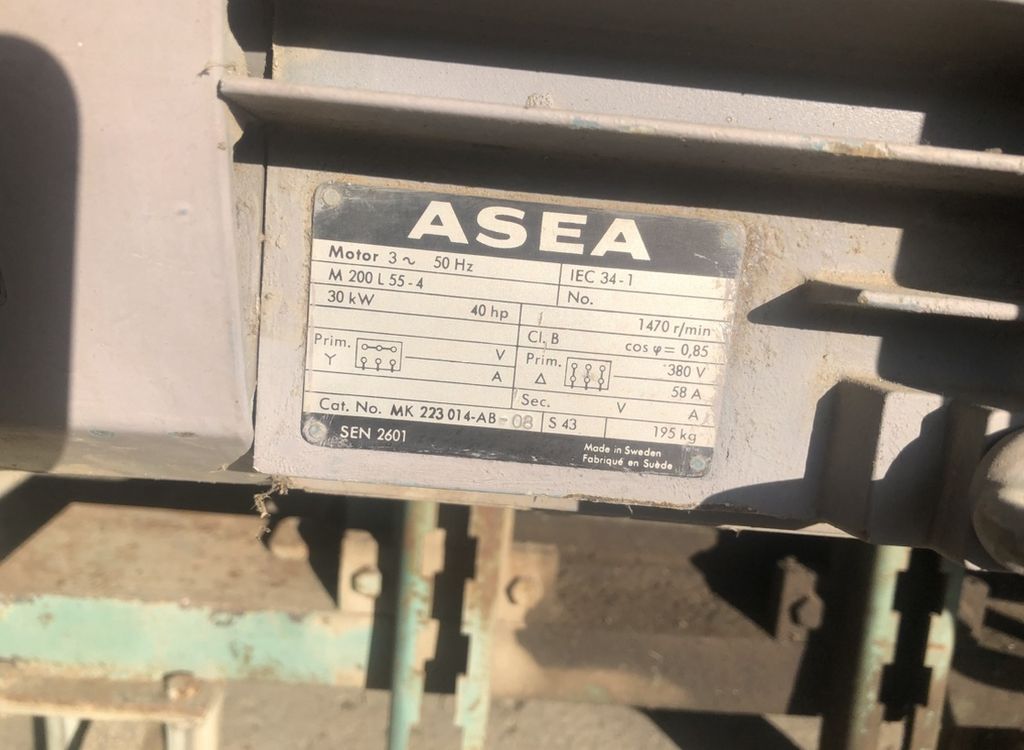 ASEA
Motor 3 ~ 50 Hz IEC 34-1
M 200 L 55-4 No.
30 kW 40 hp 1470 r/min
Cl. B cos φ = 0,85
Prim. Y V Prim. Δ 380 V
A 58 A
Sec. V A
Cat. No. MK 223 014-AB-08 S 43 195 kg
SEN 2601 Made in Sweden
Fabriqué en Suède